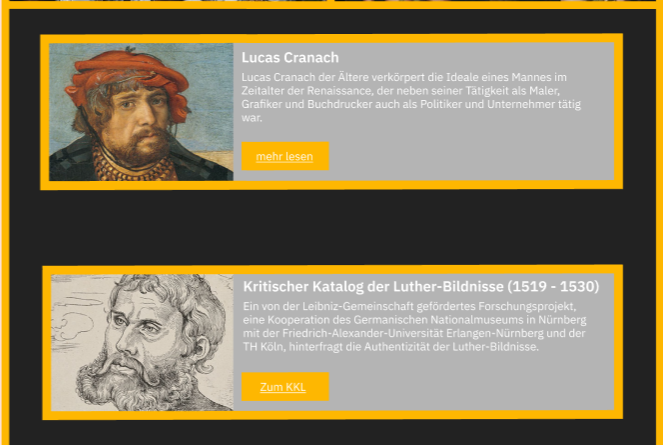 Lucas Cranach
Lucas Cranach der Ältere verkörpert die Ideale eines Mannes im
Zeitalter der Renaissance, der neben seiner Tätigkeit als Maler,
Grafiker und Buchdrucker auch als Politiker und Unternehmer tätig
war.
mehr lesen
Kritischer Katalog der Luther-Bildnisse (1519 - 1530)
Ein von der Leibniz-Gemeinschaft gefördertes Forschungsprojekt,
eine Kooperation des Germanischen Nationalmuseums in Nürnberg
mit der Friedrich-Alexander-Universität Erlangen-Nürnberg und der
TH Köln, hinterfragt die Authentizität der Luther-Bildnisse.
Zum KKL